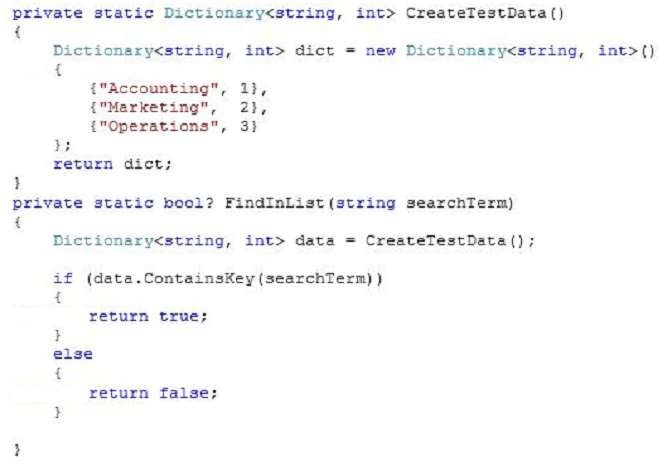 private static Dictionary<string, int> CreateTestData()
{
    Dictionary<string, int> dict = new Dictionary<string, int>()
    {
        {"Accounting", 1},
        {"Marketing",  2},
        {"Operations", 3}
    };
    return dict;
}
private static bool? FindInList(string searchTerm)
{
    Dictionary<string, int> data = CreateTestData();

    if (data.ContainsKey(searchTerm))
    {
        return true;
    }
    else
    {
        return false;
    }

}